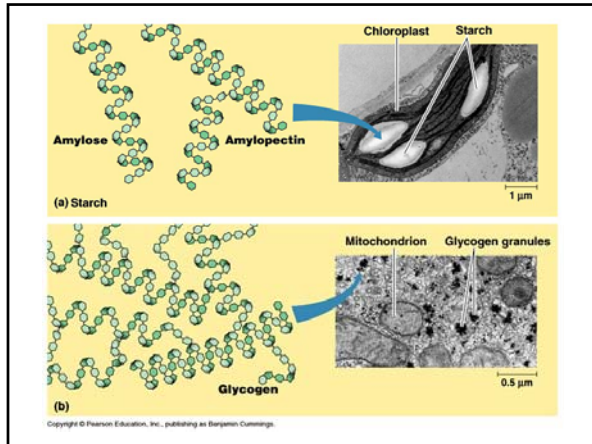 Chloroplast Starch
Amylose Amylopectin
1 µm
(a) Starch
Mitochondrion Glycogen granules
Glycogen
0.5 µm
(b)
Copyright © Pearson Education, Inc., publishing as Benjamin Cummings.